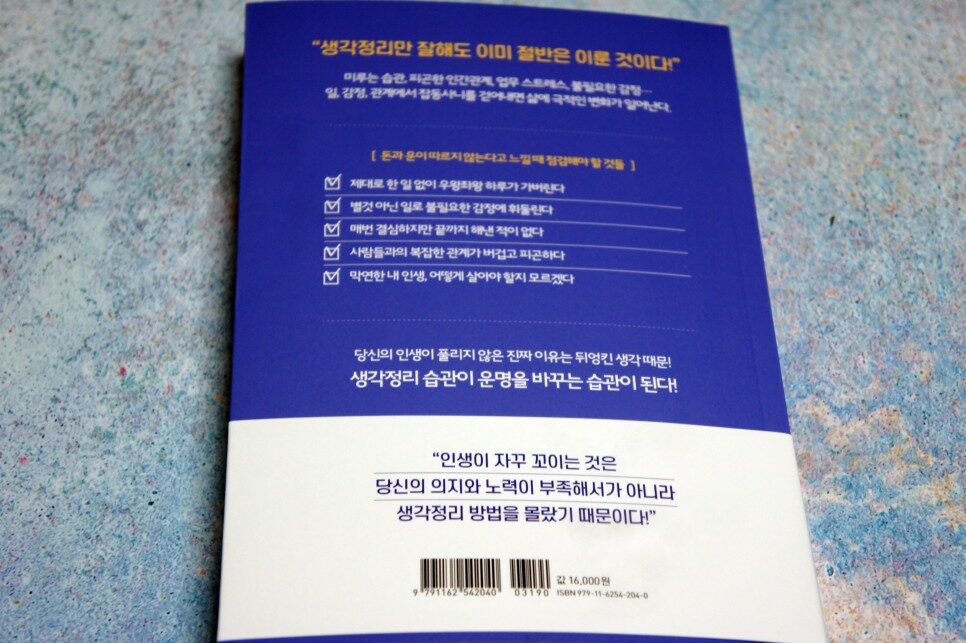 “생각정리만 잘해도 이미 절반은 이룬 것이다!”
미루는 습관, 피곤한 인간관계, 업무 스트레스, 불필요한 감정…
일, 감정, 관계에서 잡동사니를 걷어내면 삶에 극적인 변화가 일어난다.
[ 돈과 운이 따르지 않는다고 느낄 때 점검해야 할 것들 ]
제대로 한 일 없이 우왕좌왕 하루가 가버린다
별것 아닌 일로 불필요한 감정에 휘둘린다
매번 결심하지만 끝까지 해낸 적이 없다
사람들과의 복잡한 관계가 버겁고 피곤하다
막연한 내 인생, 어떻게 살아야 할지 모르겠다
당신의 인생이 풀리지 않은 진짜 이유는 뒤엉킨 생각 때문!
생각정리 습관이 운명을 바꾸는 습관이 된다!
“인생이 자꾸 꼬이는 것은
당신의 의지와 노력이 부족해서가 아니라
생각정리 방법을 몰랐기 때문이다!”
값 16,000원
9 791162 542040 03190 ISBN 979-11-6254-204-0